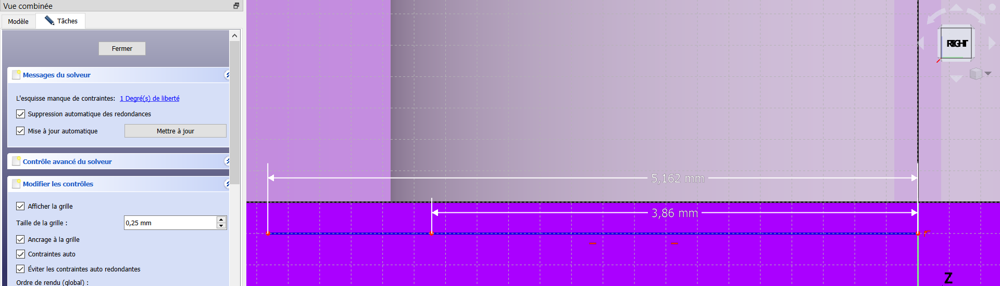 Vue combinée
Modèle
Tâches
Fermer
Messages du solveur
L'esquisse manque de contraintes: 1 Degré(s) de liberté
Suppression automatique des redondances
Mise à jour automatique
Mettre à jour
Contrôle avancé du solveur
Modifier les contrôles
Afficher la grille
Taille de la grille :
0,25 mm
Ancrage à la grille
Contraintes auto
Éviter les contraintes auto redondantes
Ordre de rendu (global) :
5,162 mm
3,86 mm
RIGHT
Z